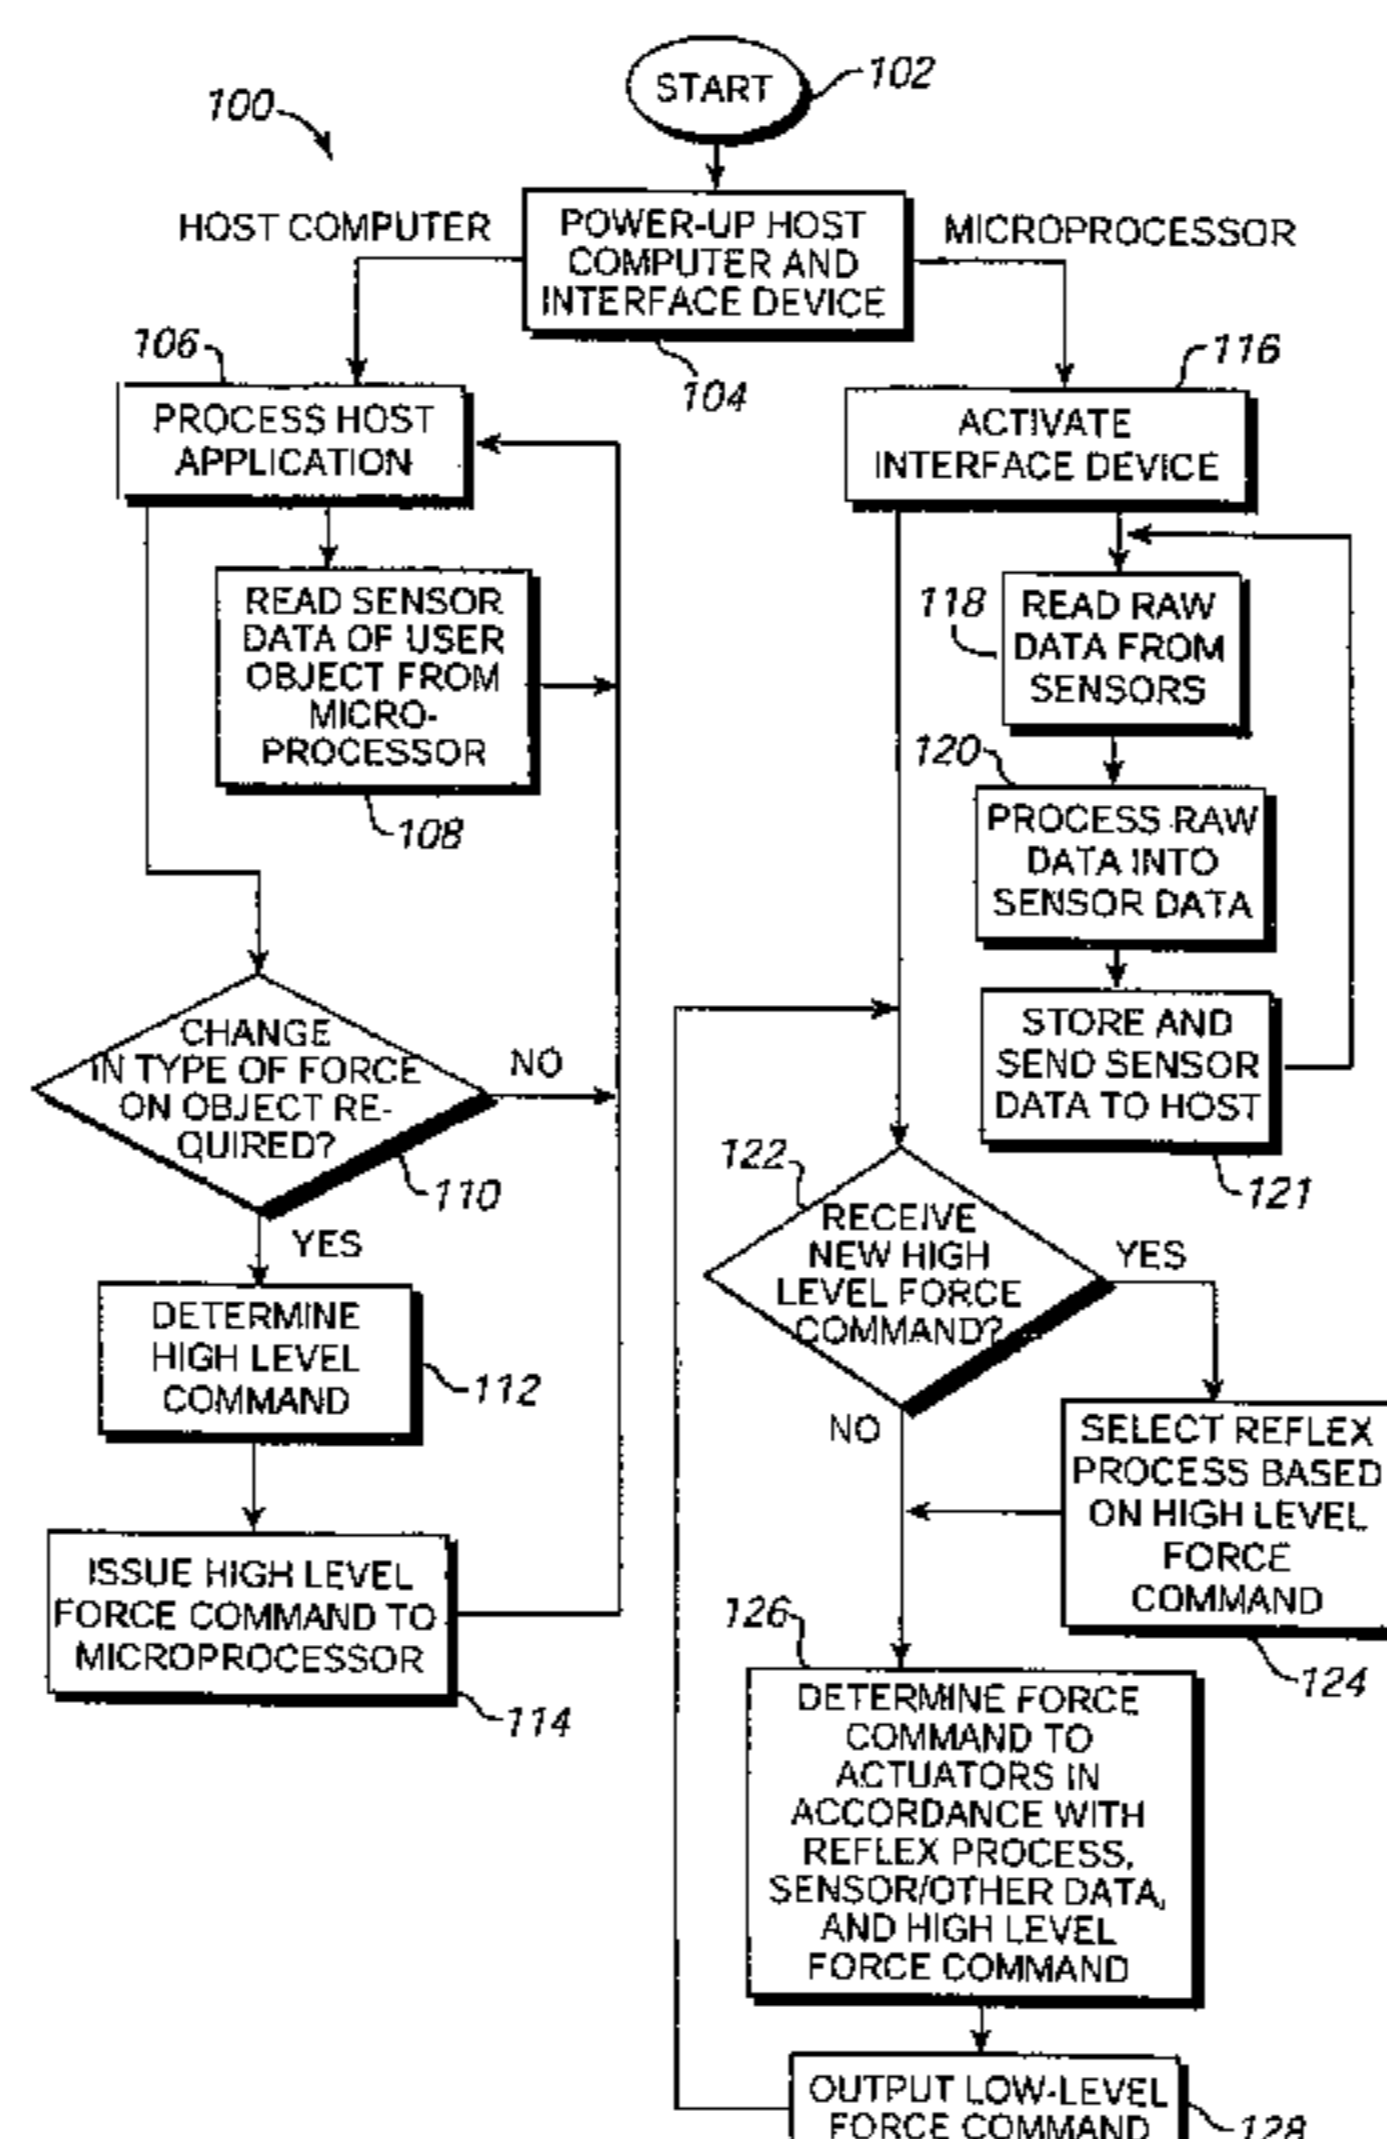 START
102
100
HOST COMPUTER
POWER-UP HOST
COMPUTER AND
INTERFACE DEVICE
MICROPROCESSOR
104
106
PROCESS HOST
APPLICATION
116
ACTIVATE
INTERFACE DEVICE
READ SENSOR
DATA OF USER
OBJECT FROM
MICRO-
PROCESSOR
108
118
READ RAW
DATA FROM
SENSORS
120
PROCESS RAW
DATA INTO
SENSOR DATA
STORE AND
SEND SENSOR
DATA TO HOST
121
CHANGE
IN TYPE OF FORCE
ON OBJECT RE-
QUIRED?
NO
110
YES
DETERMINE
HIGH LEVEL
COMMAND
112
ISSUE HIGH LEVEL
FORCE COMMAND TO
MICROPROCESSOR
114
122
RECEIVE
NEW HIGH
LEVEL FORCE
COMMAND?
YES
NO
SELECT REFLEX
PROCESS BASED
ON HIGH LEVEL
FORCE
COMMAND
124
126
DETERMINE FORCE
COMMAND TO
ACTUATORS IN
ACCORDANCE WITH
REFLEX PROCESS,
SENSOR/OTHER DATA,
AND HIGH LEVEL
FORCE COMMAND
OUTPUT LOW-LEVEL
FORCE COMMAND
128